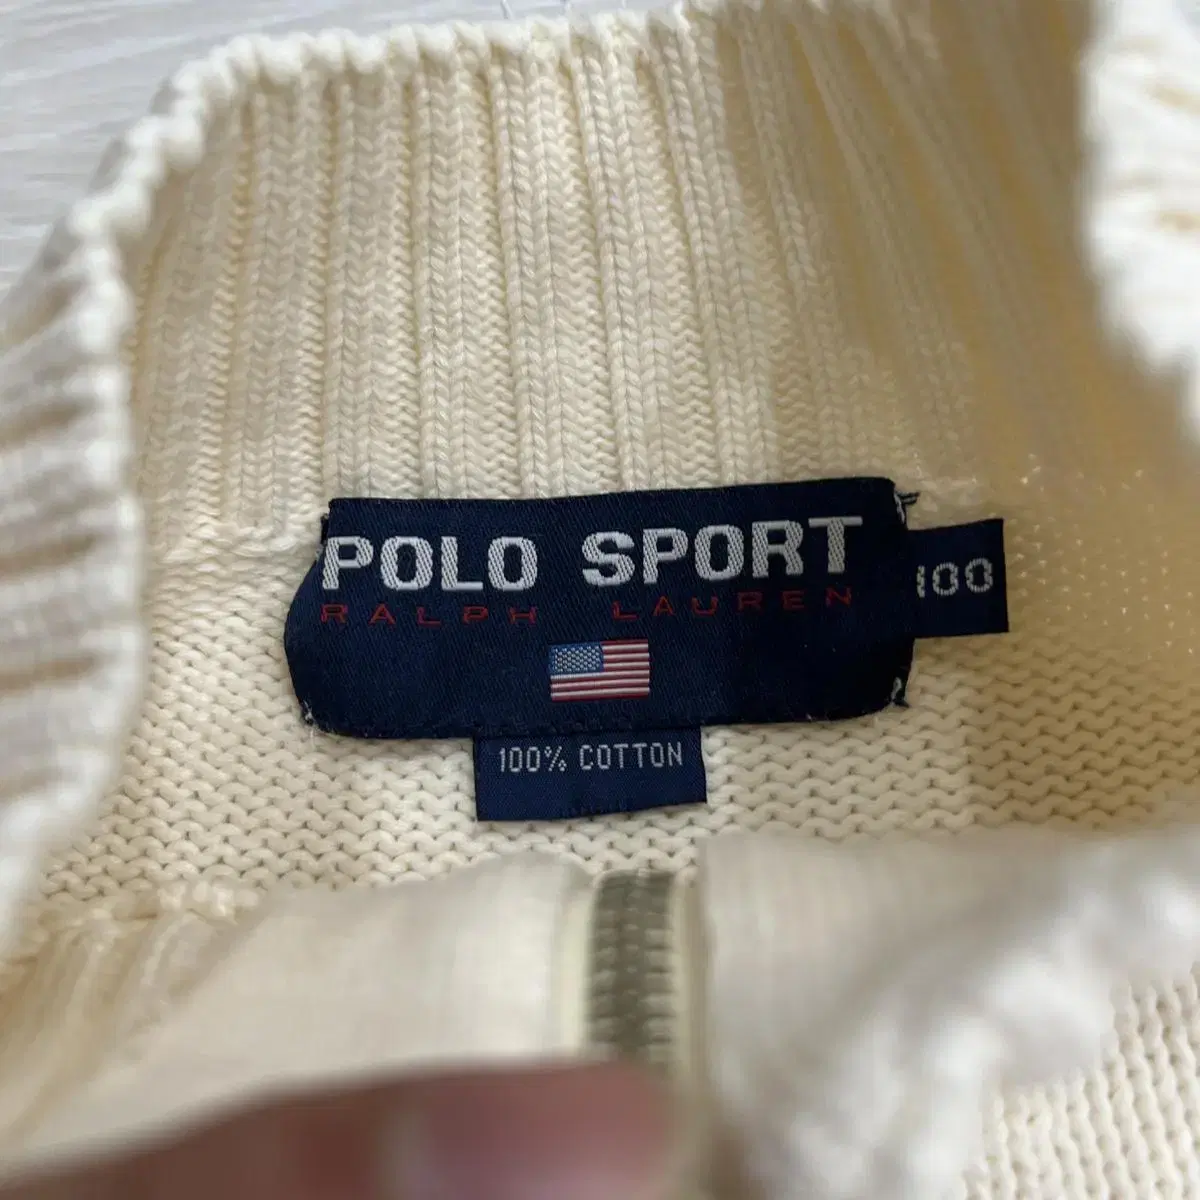 POLO SPORT
RALPH LAUREN
100
100% COTTON